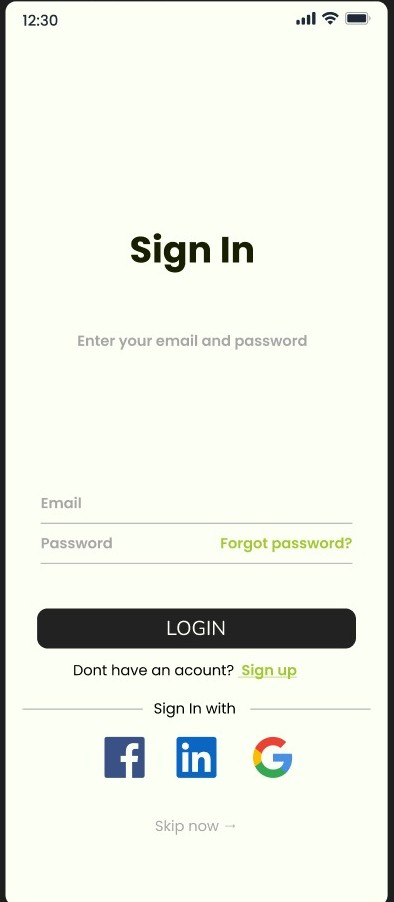 12:30
Sign In
Enter your email and password
Email
Password Forgot password?
LOGIN
Dont have an acount? Sign up
Sign In with
f in G
Skip now →